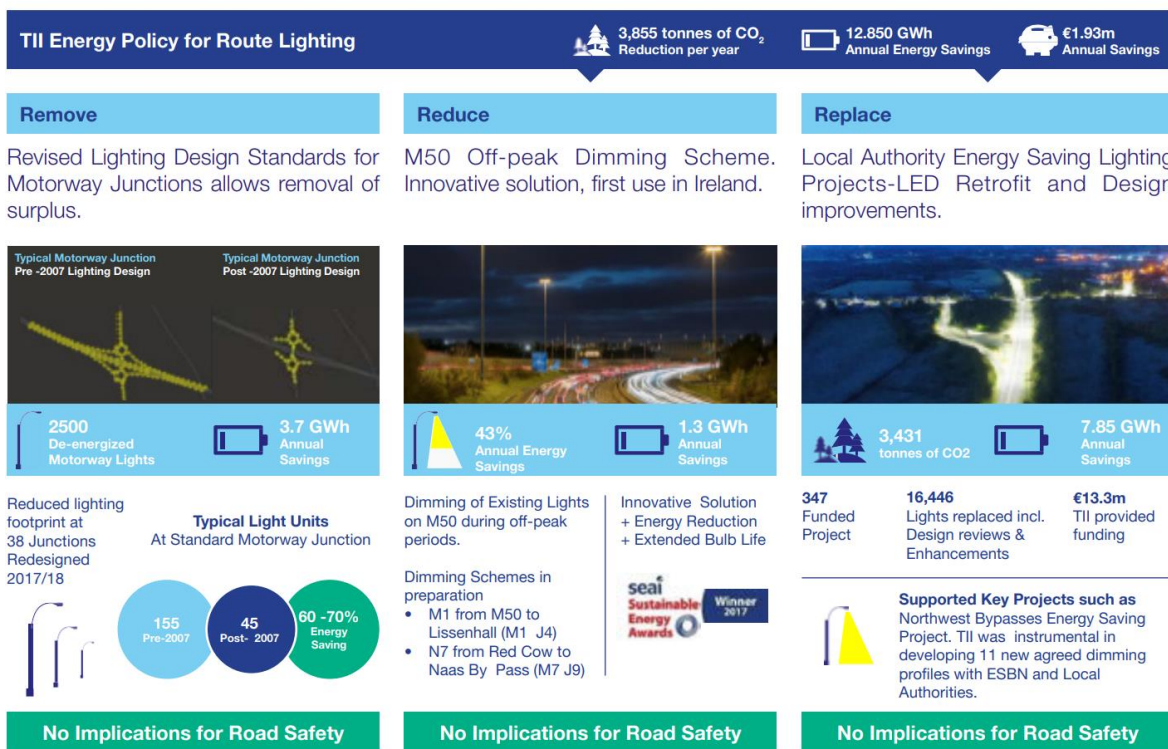 TII Energy Policy for Route Lighting
3,855 tonnes of CO₂
Reduction per year
12.850 GWh
Annual Energy Savings
€1.93m
Annual Savings
Remove
Revised Lighting Design Standards for
Motorway Junctions allows removal of
surplus.
Typical Motorway Junction
Pre -2007 Lighting Design
Typical Motorway Junction
Post -2007 Lighting Design
2500
De-energized
Motorway Lights
3.7 GWh
Annual
Savings
Reduced lighting
footprint at
38 Junctions
Redesigned
2017/18
Typical Light Units
At Standard Motorway Junction
155
Pre-2007
45
Post- 2007
60 -70%
Energy
Saving
No Implications for Road Safety
Reduce
M50 Off-peak Dimming Scheme.
Innovative solution, first use in Ireland.
43%
Annual Energy
Savings
1.3 GWh
Annual
Savings
Dimming of Existing Lights
on M50 during off-peak
periods.
Dimming Schemes in
preparation
• M1 from M50 to
Lissenhall (M1 J4)
• N7 from Red Cow to
Naas By Pass (M7 J9)
Innovative Solution
+ Energy Reduction
+ Extended Bulb Life
seai
Sustainable
Energy
Awards
Winner
2017
No Implications for Road Safety
Replace
Local Authority Energy Saving Lighting
Projects-LED Retrofit and Design
improvements.
3,431
tonnes of CO2
7.85 GWh
Annual
Savings
347
Funded
Project
16,446
Lights replaced incl.
Design reviews &
Enhancements
€13.3m
TII provided
funding
Supported Key Projects such as
Northwest Bypasses Energy Saving
Project. TII was instrumental in
developing 11 new agreed dimming
profiles with ESBN and Local
Authorities.
No Implications for Road Safety